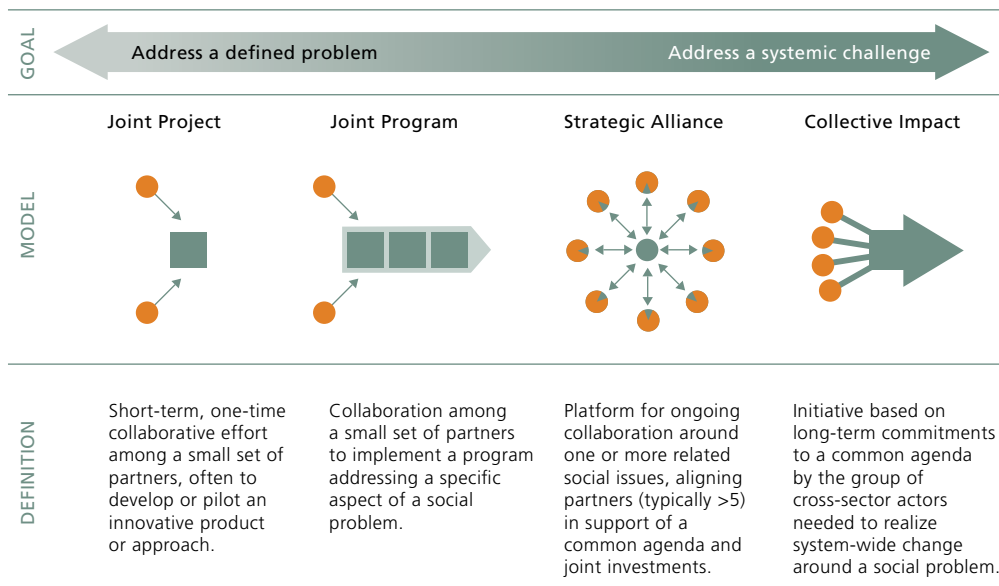 GOAL
Address a defined problem
Address a systemic challenge
MODEL
Joint Project
Joint Program
Strategic Alliance
Collective Impact
DEFINITION
Short-term, one-time
collaborative effort
among a small set of
partners, often to
develop or pilot an
innovative product
or approach.
Collaboration among
a small set of partners
to implement a program
addressing a specific
aspect of a social
problem.
Platform for ongoing
collaboration around
one or more related
social issues, aligning
partners (typically >5)
in support of a
common agenda and
joint investments.
Initiative based on
long-term commitments
to a common agenda
by the group of
cross-sector actors
needed to realize
system-wide change
around a social problem.